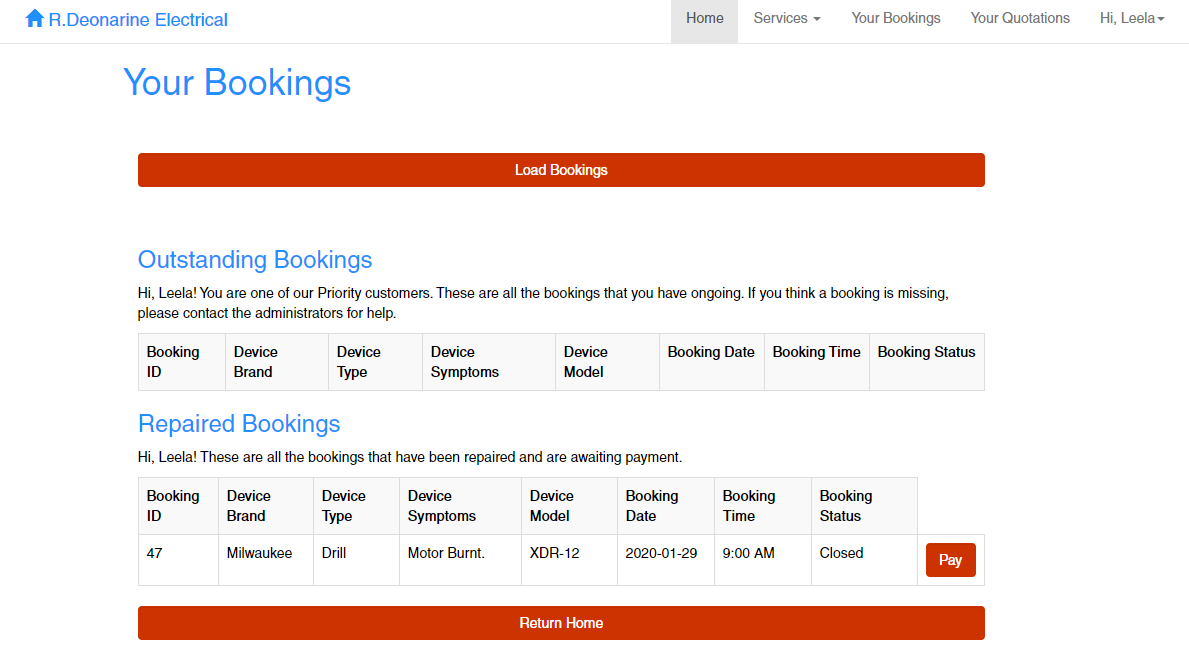 R.Deonarine Electrical Home Services Your Bookings Your Quotations Hi, Leela
Your Bookings
Load Bookings
Outstanding Bookings
Hi, Leela! You are one of our Priority customers. These are all the bookings that you have ongoing. If you think a booking is missing,
please contact the administrators for help.
Booking ID Device Brand Device Type Device Symptoms Device Model Booking Date Booking Time Booking Status
Repaired Bookings
Hi, Leela! These are all the bookings that have been repaired and are awaiting payment.
Booking ID Device Brand Device Type Device Symptoms Device Model Booking Date Booking Time Booking Status
47 Milwaukee Drill Motor Burnt. XDR-12 2020-01-29 9:00 AM Closed Pay
Return Home